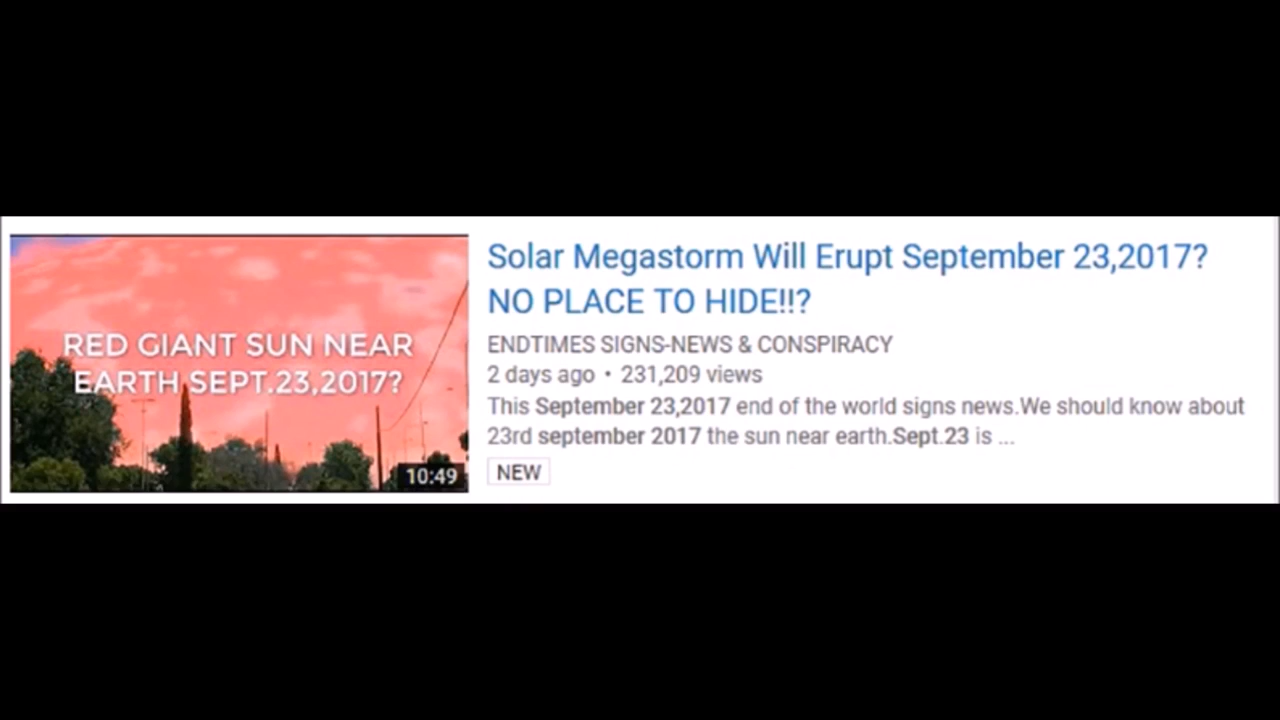 RED GIANT SUN NEAR
EARTH SEPT.23,2017?
10:49
Solar Megastorm Will Erupt September 23,2017?
NO PLACE TO HIDE!!?
ENDTIMES SIGNS-NEWS & CONSPIRACY
2 days ago • 231,209 views
This September 23,2017 end of the world signs news.We should know about
23rd september 2017 the sun near earth.Sept.23 is ...
NEW